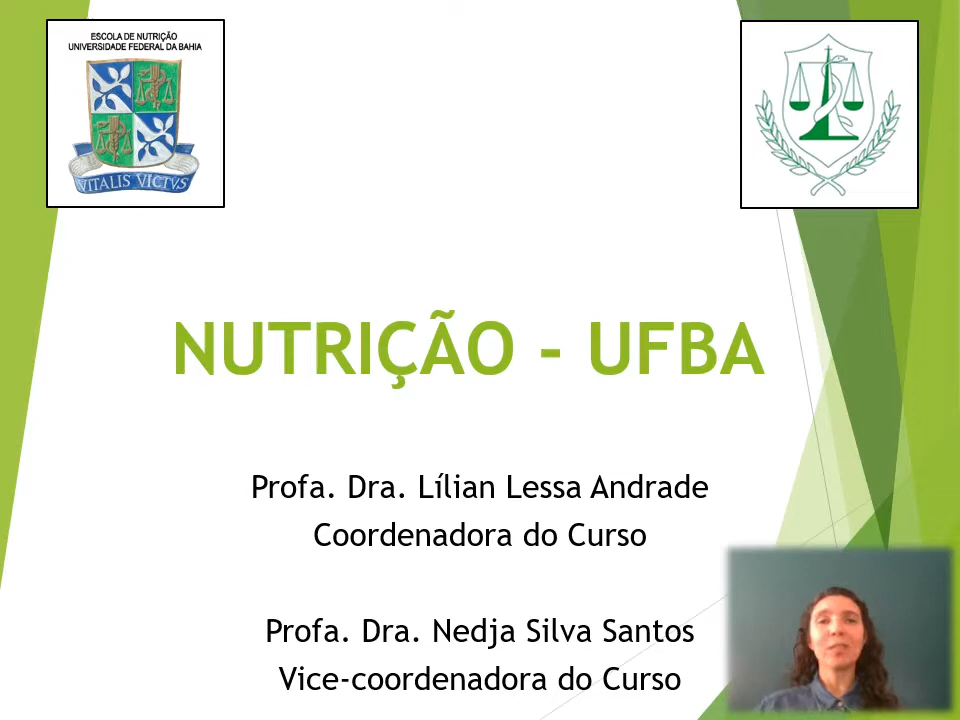 ESCOLA DE NUTRIÇÃO
UNIVERSIDADE FEDERAL DA BAHIA
VITALIS VICTVS
NUTRIÇÃO - UFBA
Profa. Dra. Lílian Lessa Andrade
Coordenadora do Curso
Profa. Dra. Nedja Silva Santos
Vice-coordenadora do Curso